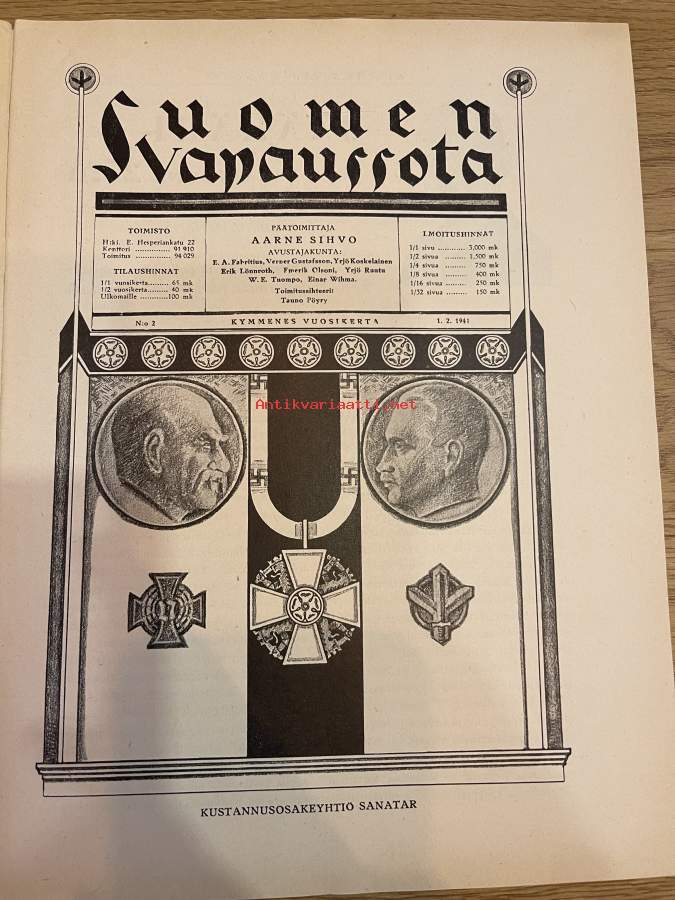 Suomen
Vapaussota
TOIMISTO
H:ki. E. Hesperiankatu 22
Konttori 91 910
Toimitus 94 029
TILAUSHINNAT
1/1 vuosikerta 65 mk
1/2 vuosikerta 40 mk
Ulkomaille 100 mk
PÄÄTOIMITTAJA
AARNE SIHVO
AVUSTAJAKUNTA:
E. A. Fabritius, Verner Gustafsson, Yrjö Koskelainen
Erik Lönnroth, Emerik Olsoni, Yrjö Rautu
W. E. Tuompo, Einar Wihma.
Toimitussihteeri:
Tauno Pöyry
ILMOITUSHINNAT
1/1 sivu 3,000 mk
1/2 sivua 1,500 mk
1/4 sivua 750 mk
1/8 sivua 400 mk
1/16 sivua 250 mk
1/32 sivua 150 mk
N:o 2 KYMMENES VUOSIKERTA 1. 2. 1941
Antikvariaatti.net
17
KUSTANNUSOSAKEYHTIÖ SANATAR